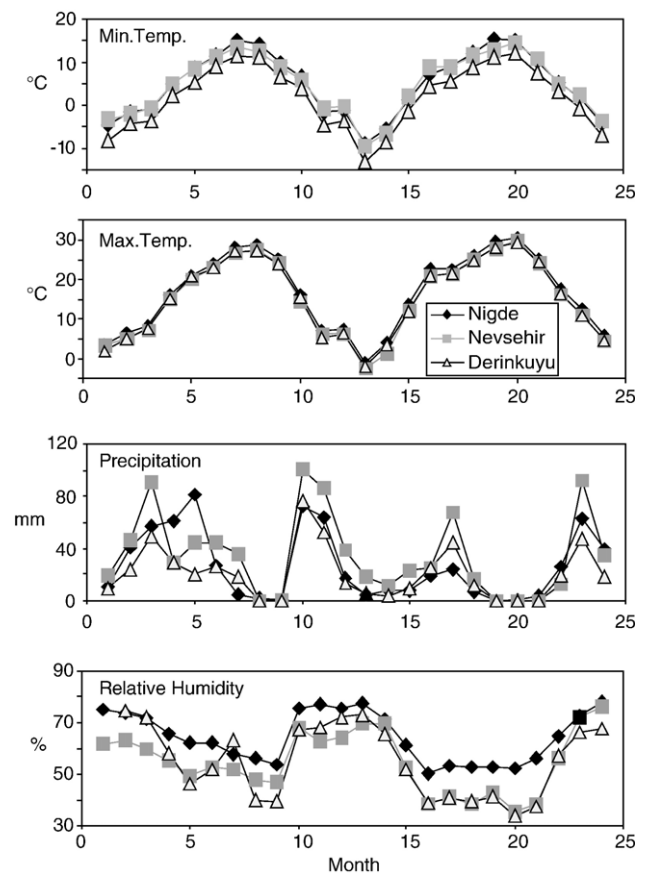 20
Min.Temp.
10
°C
0
-10
0 5 10 15 20 25
30
Max.Temp.
20
°C
10
Nigde
Nevsehir
0
Derinkuyu
0 5 10 15 20 25
120
Precipitation
80
mm
40
0
0 5 10 15 20 25
90
Relative Humidity
70
%
50
30
0 5 10 15 20 25
Month